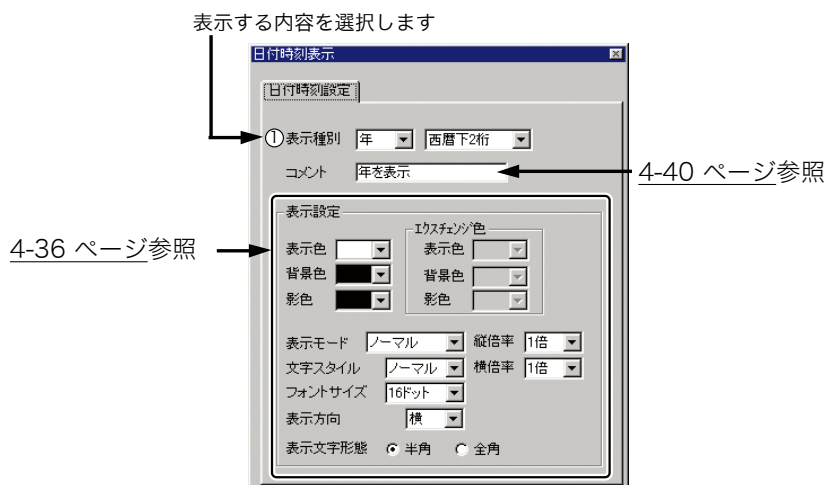 表示する内容を選択します
日付時刻表示
日付時刻設定
①表示種別 年 西暦下2桁
コメント 年を表示
4-40 ページ参照
表示設定
エクスチェンジ色
4-36 ページ参照
表示色 表示色
背景色 背景色
影色 影色
表示モード ノーマル 縦倍率 1倍
文字スタイル ノーマル 横倍率 1倍
フォントサイズ 16ドット
表示方向 横
表示文字形態 半角 全角